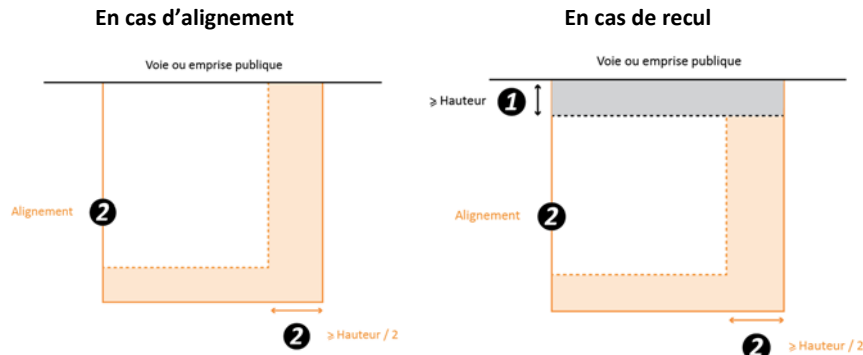 En cas d’alignement
Voie ou emprise publique
Alignement 2
2 ⩾ Hauteur / 2
En cas de recul
Voie ou emprise publique
⩾ Hauteur 1
Alignement 2
2 ⩾ Hauteur / 2